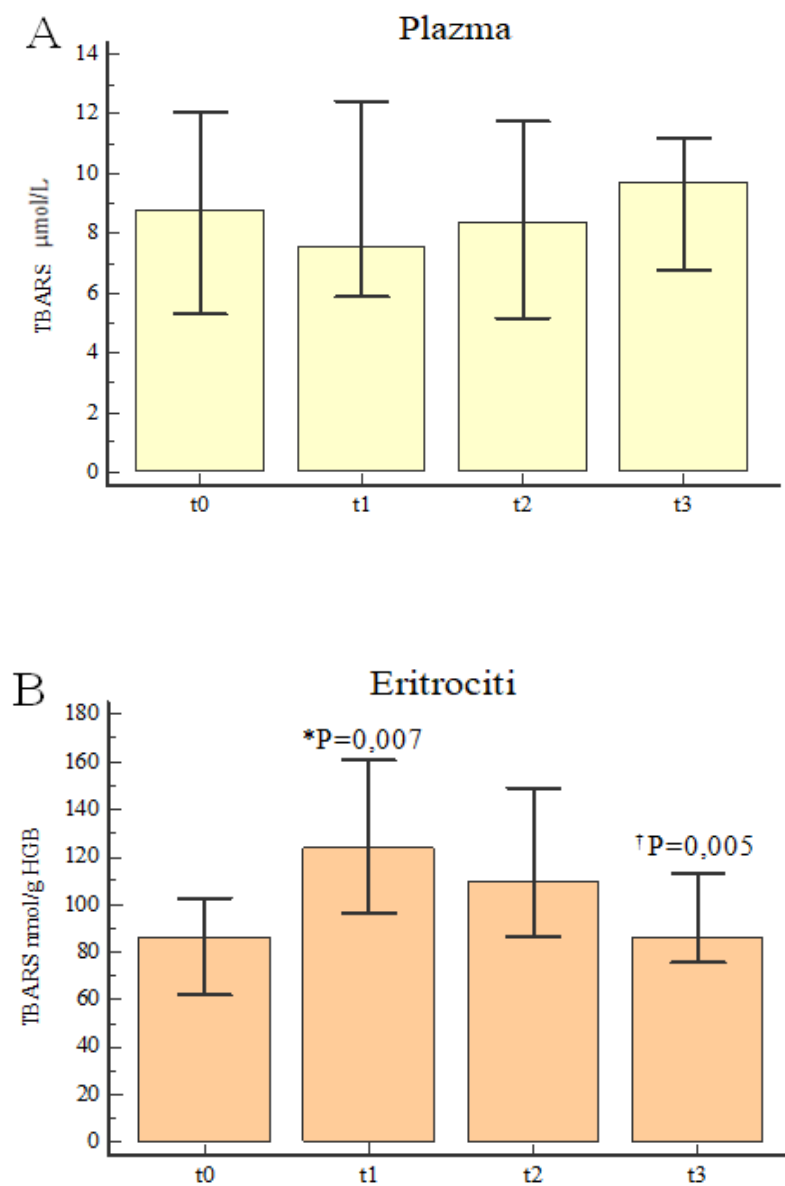 A
Plazma
TBARS µmol/L
14
12
10
8
6
4
2
0
t0 t1 t2 t3
B
Eritrociti
TBARS nmol/g HGB
180
160
140
120
100
80
60
40
20
0
*P=0,007
†P=0,005
t0 t1 t2 t3